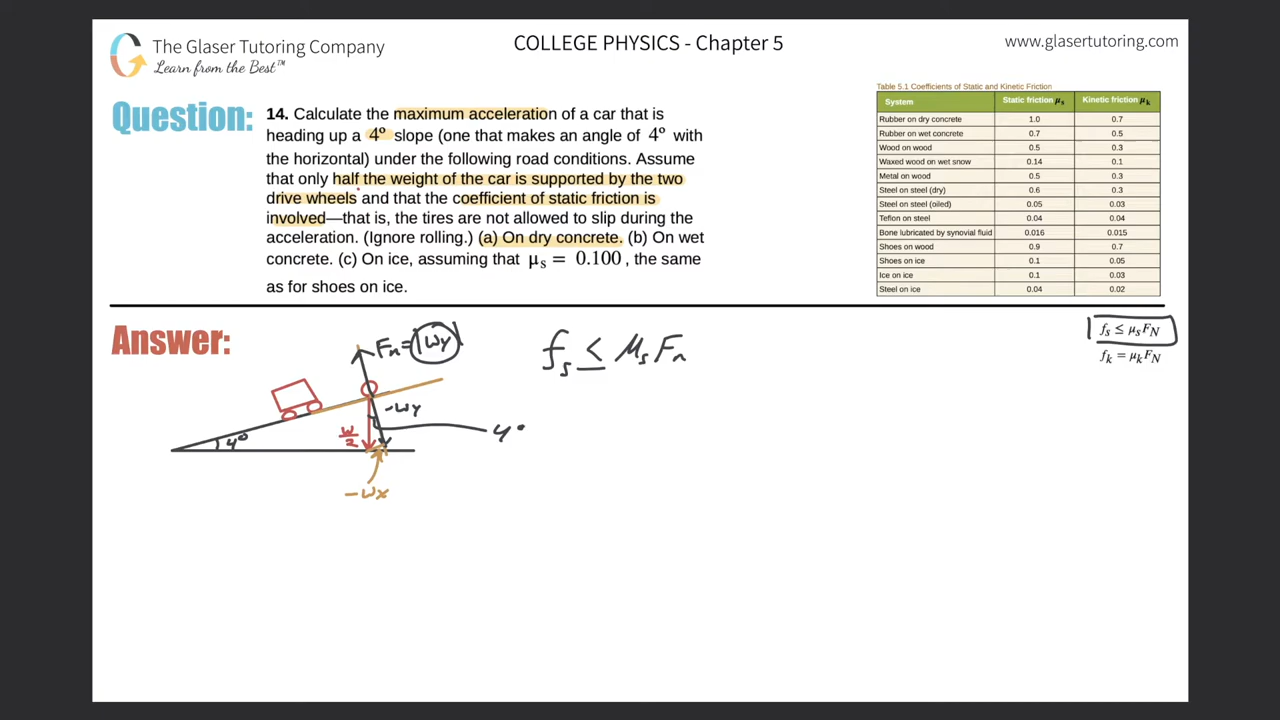 The Glaser Tutoring Company
Learn from the Best™
COLLEGE PHYSICS - Chapter 5
www.glasertutoring.com
Question:
14. Calculate the maximum acceleration of a car that is
heading up a 4º slope (one that makes an angle of 4º with
the horizontal) under the following road conditions. Assume
that only half the weight of the car is supported by the two
drive wheels and that the coefficient of static friction is
involved—that is, the tires are not allowed to slip during the
acceleration. (Ignore rolling.) (a) On dry concrete. (b) On wet
concrete. (c) On ice, assuming that μs = 0.100 , the same
as for shoes on ice.
Table 5.1 Coefficients of Static and Kinetic Friction
System Static friction μs Kinetic friction μk
Rubber on dry concrete 1.0 0.7
Rubber on wet concrete 0.7 0.5
Wood on wood 0.5 0.3
Waxed wood on wet snow 0.14 0.1
Metal on wood 0.5 0.3
Steel on steel (dry) 0.6 0.3
Steel on steel (oiled) 0.05 0.03
Teflon on steel 0.04 0.04
Bone lubricated by synovial fluid 0.016 0.015
Shoes on wood 0.9 0.7
Shoes on ice 0.1 0.05
Ice on ice 0.1 0.03
Steel on ice 0.04 0.02
Answer:
fs ≤ μsFN
fk = μkFN
Fn = |wy|
fs ≤ μsFn
-wy
4º
w/2
4º
-wx